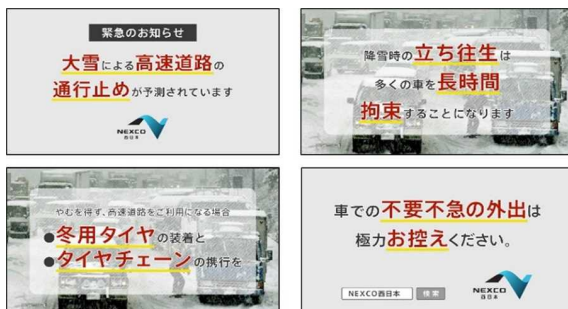 緊急のお知らせ
大雪による高速道路の
通行止めが予測されています
NEXCO
西日本
降雪時の立ち往生は
多くの車を長時間
拘束することになります
やむを得ず、高速道路をご利用になる場合
●冬用タイヤの装着と
●タイヤチェーンの携行を
車での不要不急の外出は
極力お控えください。
NEXCO西日本 検索
NEXCO
西日本